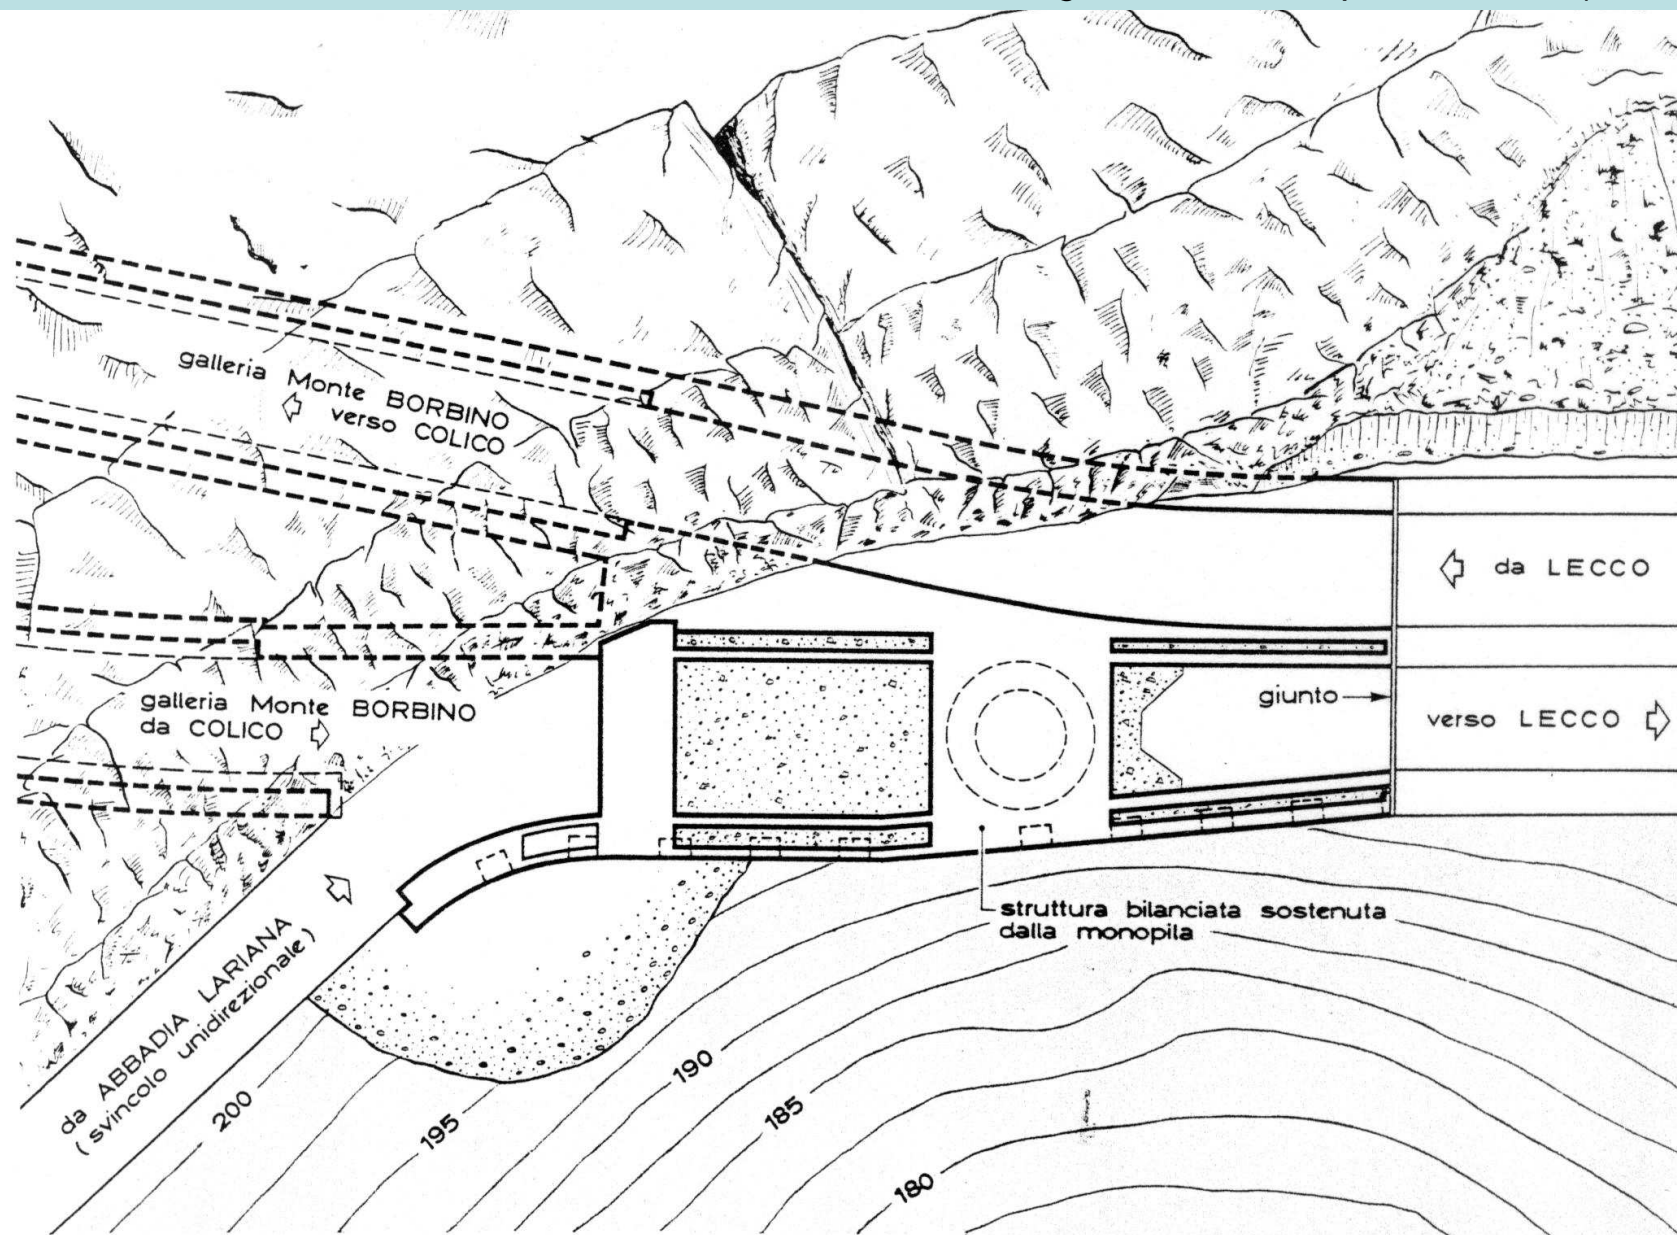 galleria Monte BORBINO
verso COLICO
da LECCO
giunto
verso LECCO
galleria Monte BORBINO
da COLICO
struttura bilanciata sostenuta
dalla monopila
da ABBADIA LARIANA
(svincolo unidirezionale)
200
195
190
185
180